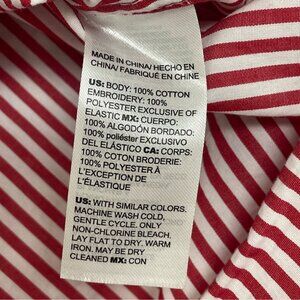 MADE IN CHINA/ HECHO EN
CHINA/ FABRIQUÉ EN CHINE
US: BODY: 100% COTTON
EMBROIDERY: 100%
POLYESTER EXCLUSIVE OF
ELASTIC MX: CUERPO:
100% ALGODÓN BORDADO:
100% poliéster EXCLUSIVO
DEL ELÁSTICO CA: CORPS:
100% COTON BRODERIE:
100% POLYESTER À
L'EXCEPTION DE
L'ÉLASTIQUE
US: WITH SIMILAR COLORS.
MACHINE WASH COLD,
GENTLE CYCLE. ONLY
NON-CHLORINE BLEACH.
LAY FLAT TO DRY. WARM
IRON. MAY BE DRY
CLEANED MX: CON